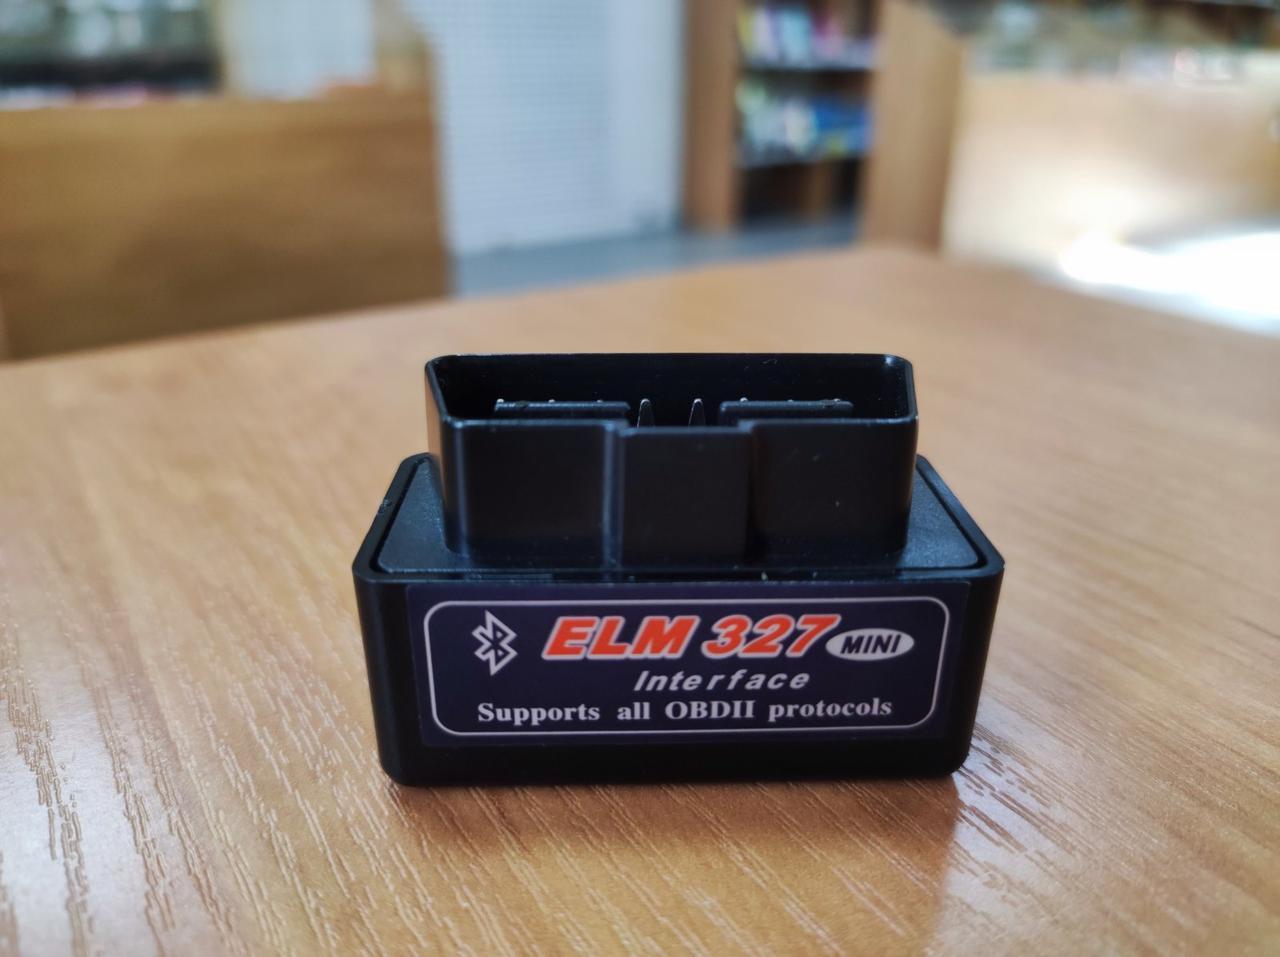 ELM 327 MINI
Interface
Supports all OBDII protocols